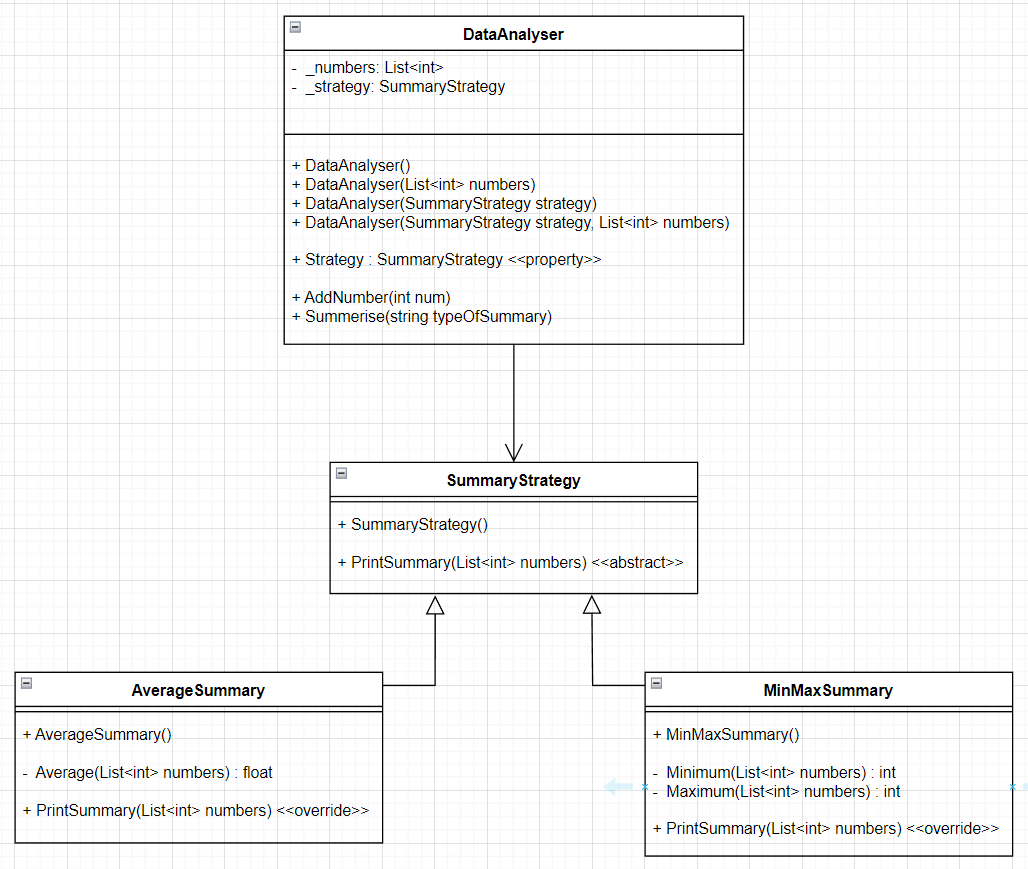 DataAnalyser
- _numbers: List<int>
- _strategy: SummaryStrategy
+ DataAnalyser()
+ DataAnalyser(List<int> numbers)
+ DataAnalyser(SummaryStrategy strategy)
+ DataAnalyser(SummaryStrategy strategy, List<int> numbers)
+ Strategy : SummaryStrategy <<property>>
+ AddNumber(int num)
+ Summerise(string typeOfSummary)
SummaryStrategy
+ SummaryStrategy()
+ PrintSummary(List<int> numbers) <<abstract>>
AverageSummary
+ AverageSummary()
- Average(List<int> numbers) : float
+ PrintSummary(List<int> numbers) <<override>>
MinMaxSummary
+ MinMaxSummary()
- Minimum(List<int> numbers) : int
- Maximum(List<int> numbers) : int
+ PrintSummary(List<int> numbers) <<override>>